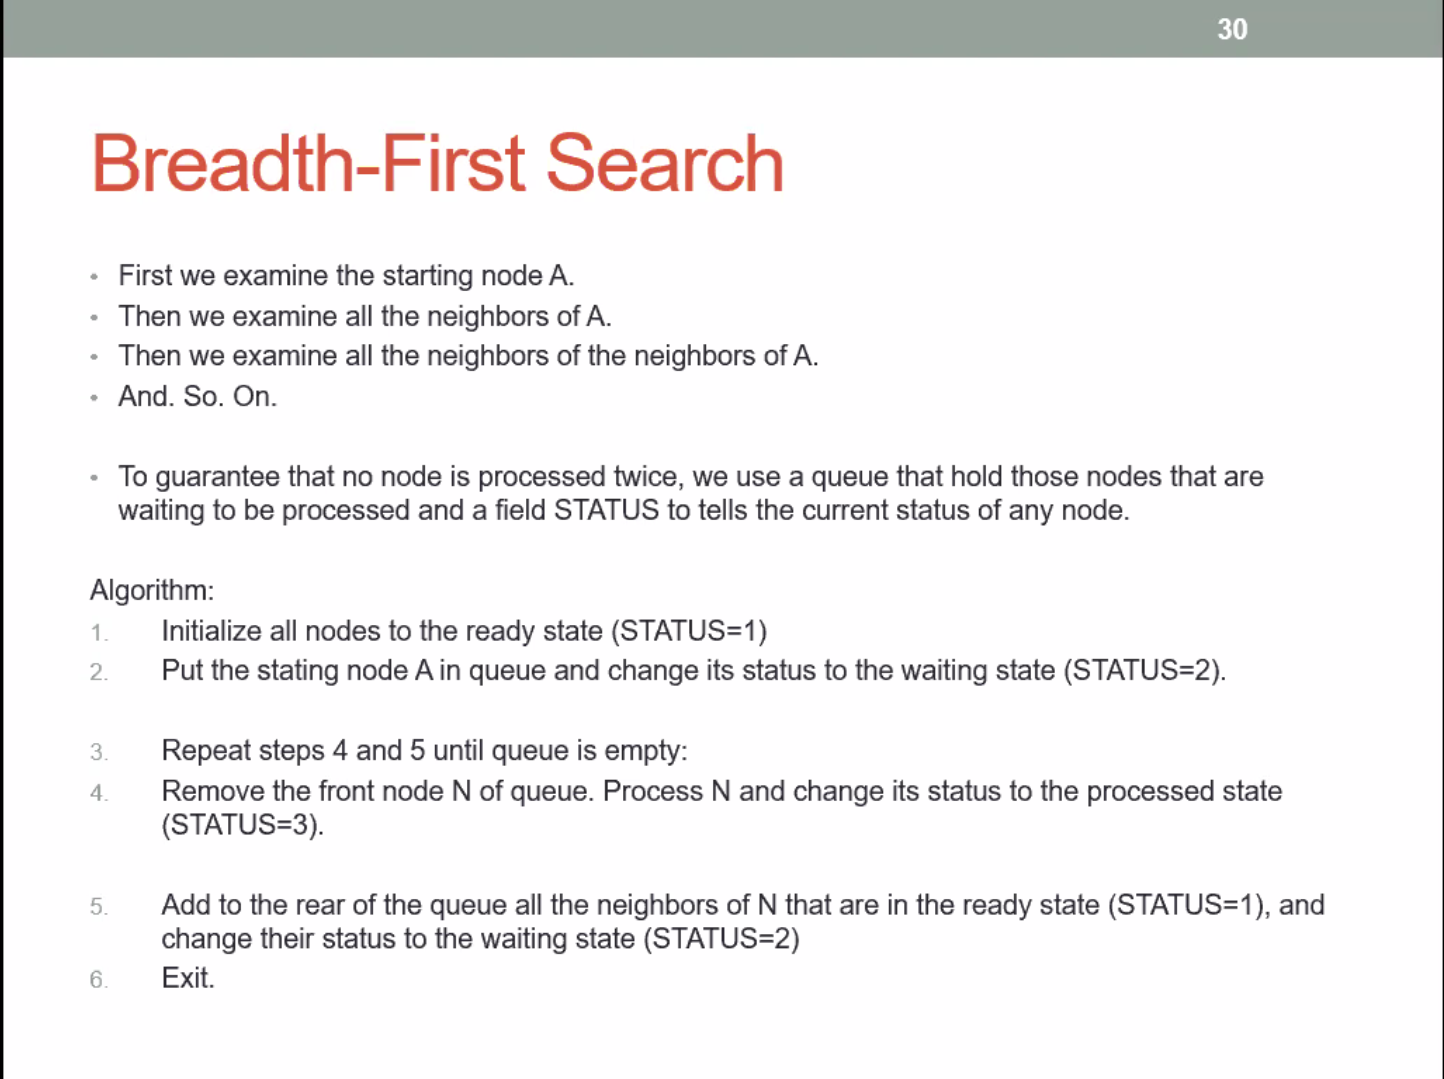 30
Breadth-First Search
• First we examine the starting node A.
• Then we examine all the neighbors of A.
• Then we examine all the neighbors of the neighbors of A.
• And. So. On.
• To guarantee that no node is processed twice, we use a queue that hold those nodes that are
waiting to be processed and a field STATUS to tells the current status of any node.
Algorithm:
1. Initialize all nodes to the ready state (STATUS=1)
2. Put the stating node A in queue and change its status to the waiting state (STATUS=2).
3. Repeat steps 4 and 5 until queue is empty:
4. Remove the front node N of queue. Process N and change its status to the processed state
(STATUS=3).
5. Add to the rear of the queue all the neighbors of N that are in the ready state (STATUS=1), and
change their status to the waiting state (STATUS=2)
6. Exit.